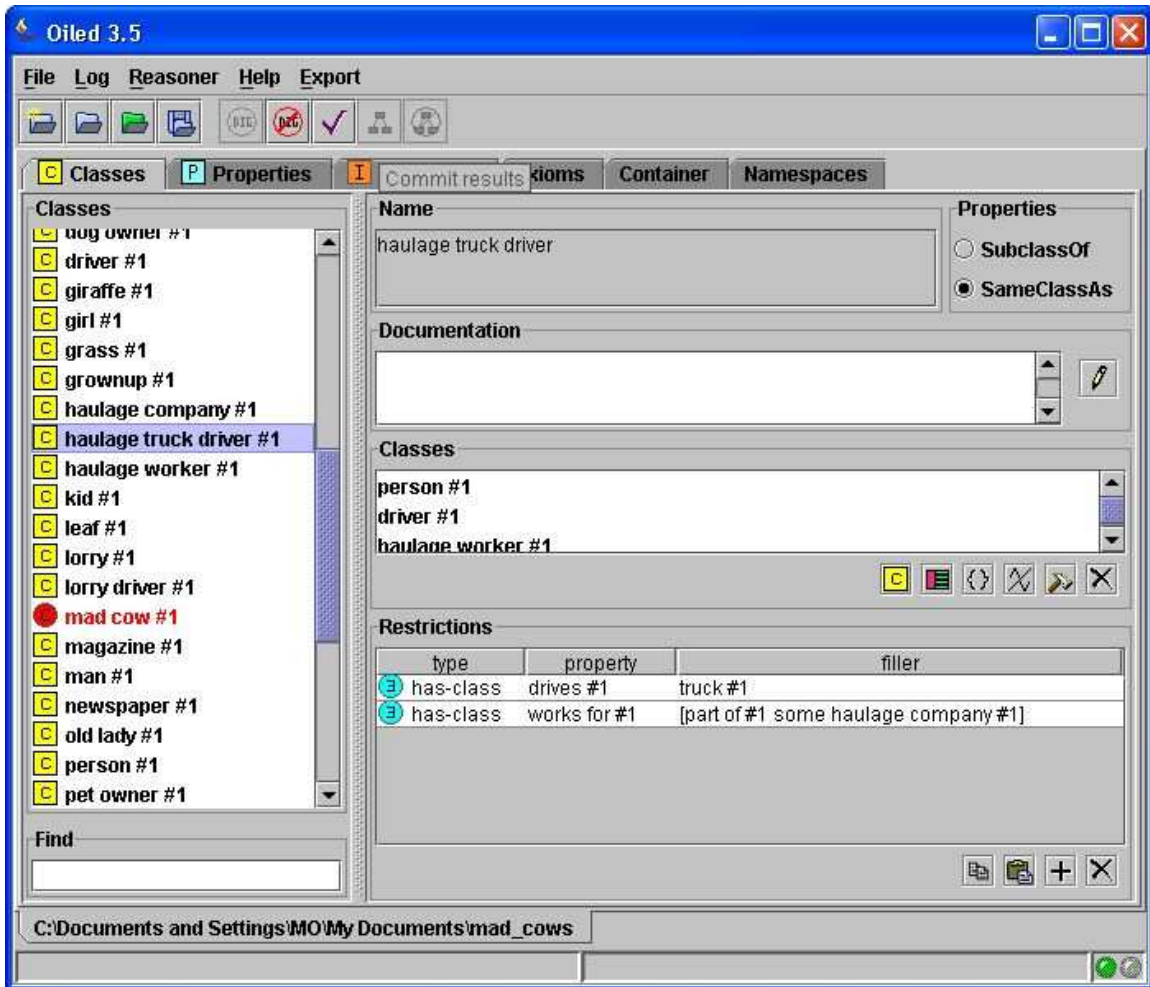 Oiled 3.5
File Log Reasoner Help Export
C Classes P Properties I Commit results xioms Container Namespaces
Classes
dog owner #1
C driver #1
C giraffe #1
C girl #1
C grass #1
C grownup #1
C haulage company #1
C haulage truck driver #1
C haulage worker #1
C kid #1
C leaf #1
C lorry #1
C lorry driver #1
C mad cow #1
C magazine #1
C man #1
C newspaper #1
C old lady #1
C person #1
C pet owner #1
Find
Name
haulage truck driver
Properties
SubclassOf
SameClassAs
Documentation
Classes
person #1
driver #1
haulage worker #1
C {}
Restrictions
type property filler
∃ has-class drives #1 truck #1
∃ has-class works for #1 [part of #1 some haulage company #1]
C:\Documents and Settings\MO\My Documents\mad_cows